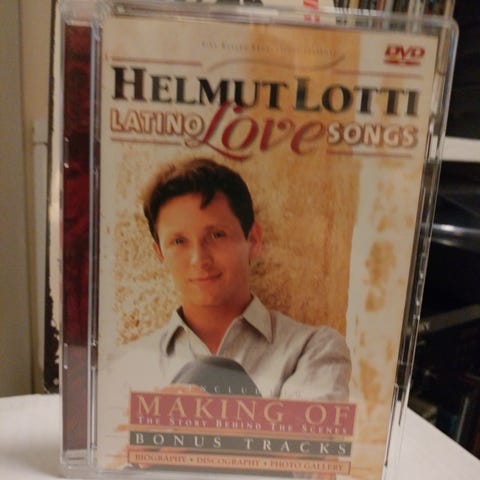 DVD
HELMUT LOTTI
LATINO Love SONGS
INCLUDING
MAKING OF
THE STORY BEHIND THE SCENES
BONUS TRACKS
BIOGRAPHY • DISCOGRAPHY • PHOTO GALLERY